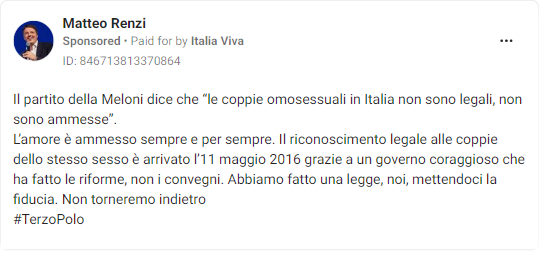 Matteo Renzi
Sponsored • Paid for by Italia Viva
ID: 846713813370864
Il partito della Meloni dice che “le coppie omosessuali in Italia non sono legali, non
sono ammesse”.
L’amore è ammesso sempre e per sempre. Il riconoscimento legale alle coppie
dello stesso sesso è arrivato l’11 maggio 2016 grazie a un governo coraggioso che
ha fatto le riforme, non i convegni. Abbiamo fatto una legge, noi, mettendoci la
fiducia. Non torneremo indietro
#TerzoPolo